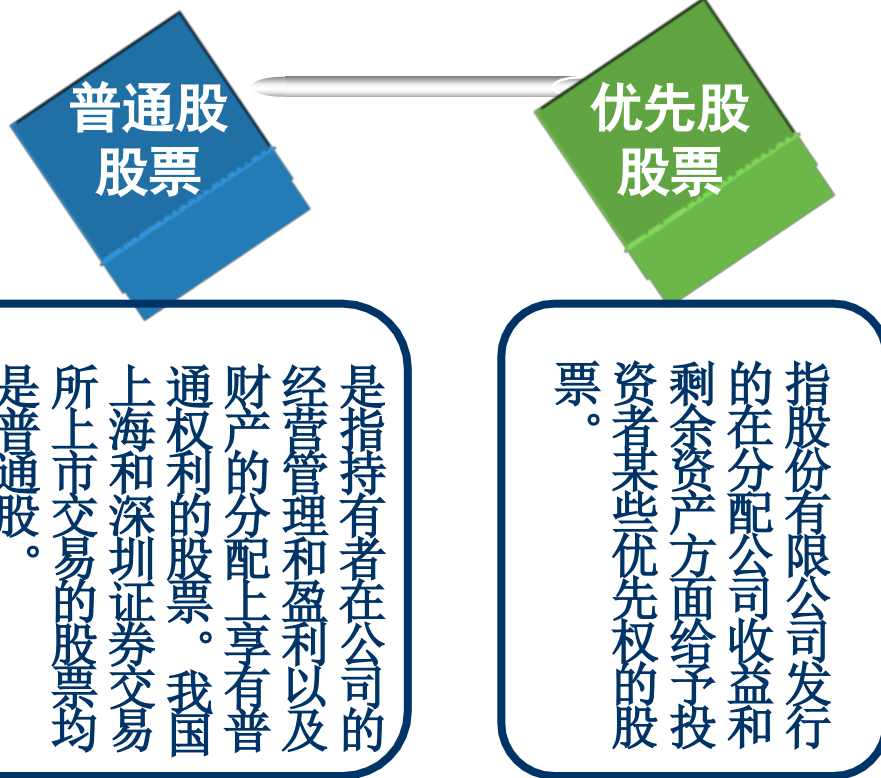 普通股
股票
优先股
股票
是指持有者在公司的
经营管理和盈利以及
财产的分配上享有普
通权利的股票。我国
上海和深圳证券交易
所上市交易的股票均
是普通股。
指股份有限公司发行
的在分配公司收益和
剩余资产方面给予投
资者某些优先权的股
票。